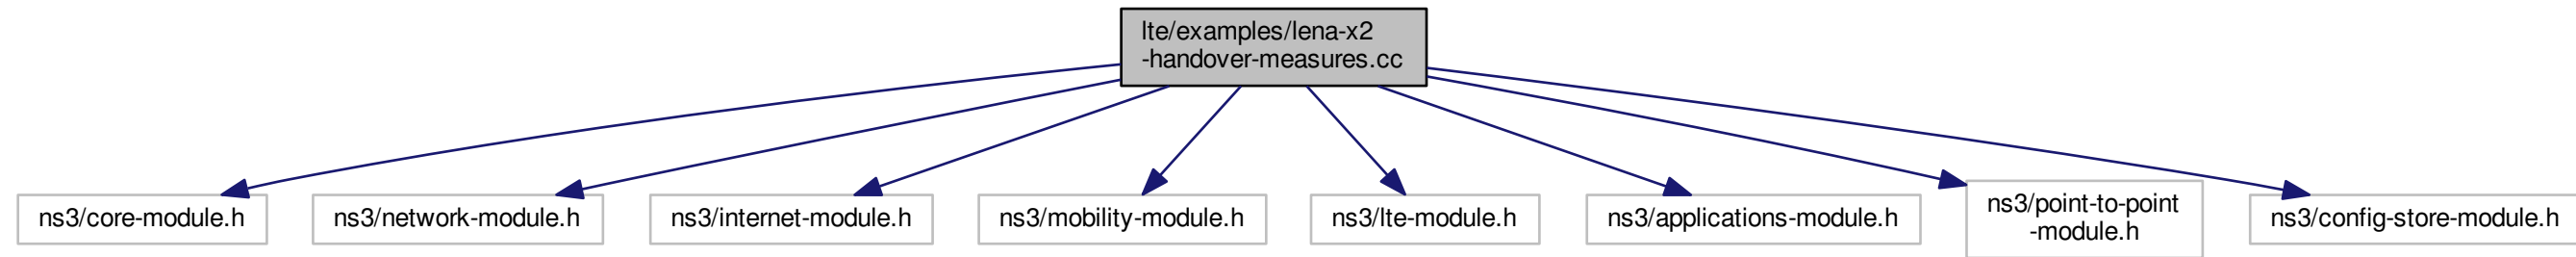 lte/examples/lena-x2
-handover-measures.cc
ns3/core-module.h
ns3/network-module.h
ns3/internet-module.h
ns3/mobility-module.h
ns3/lte-module.h
ns3/applications-module.h
ns3/point-to-point
-module.h
ns3/config-store-module.h